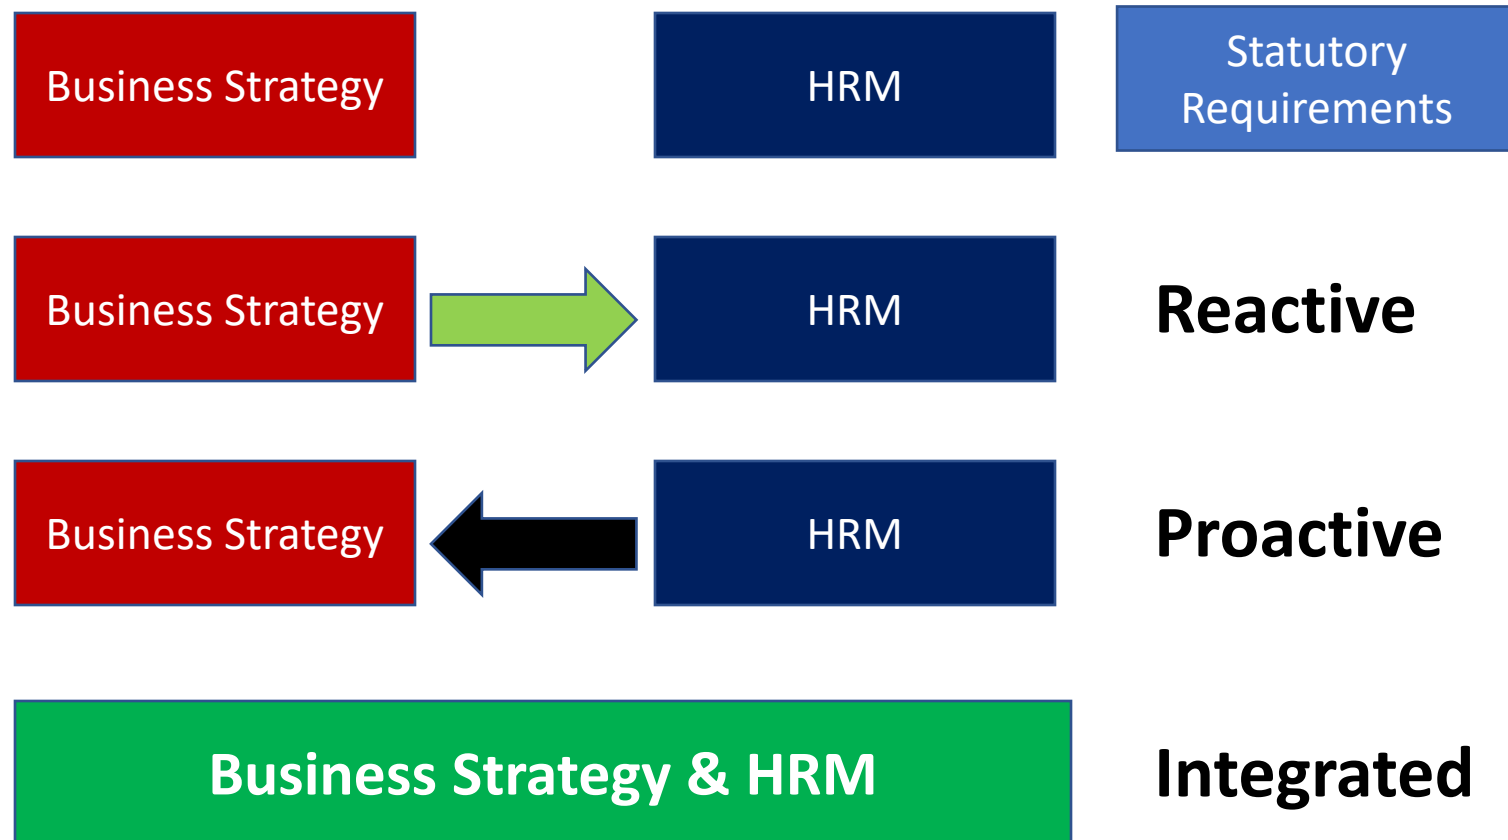 Business Strategy
HRM
Statutory
Requirements
Business Strategy
HRM
Reactive
Business Strategy
HRM
Proactive
Business Strategy & HRM
Integrated